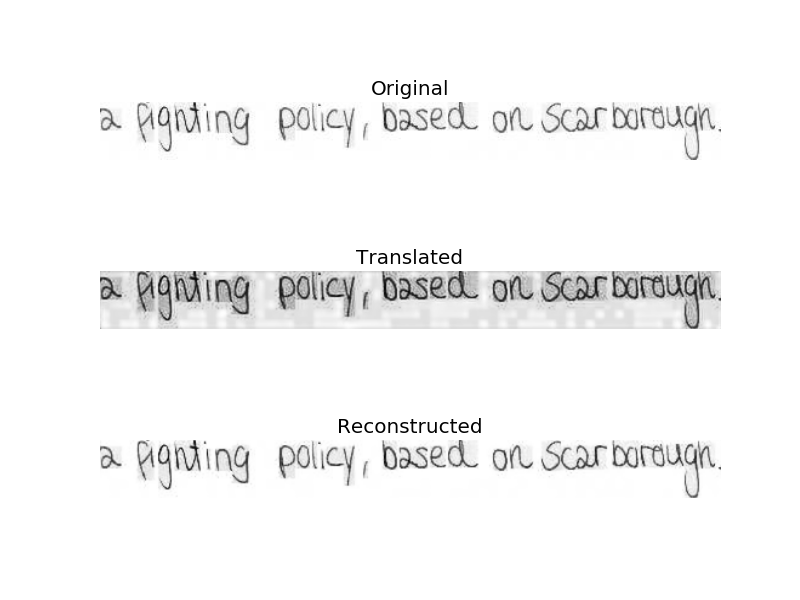 Original
a fighting policy, based on Scarborough.
Translated
a fighting policy, based on Scarborough.
Reconstructed
a fighting policy, based on Scarborough.